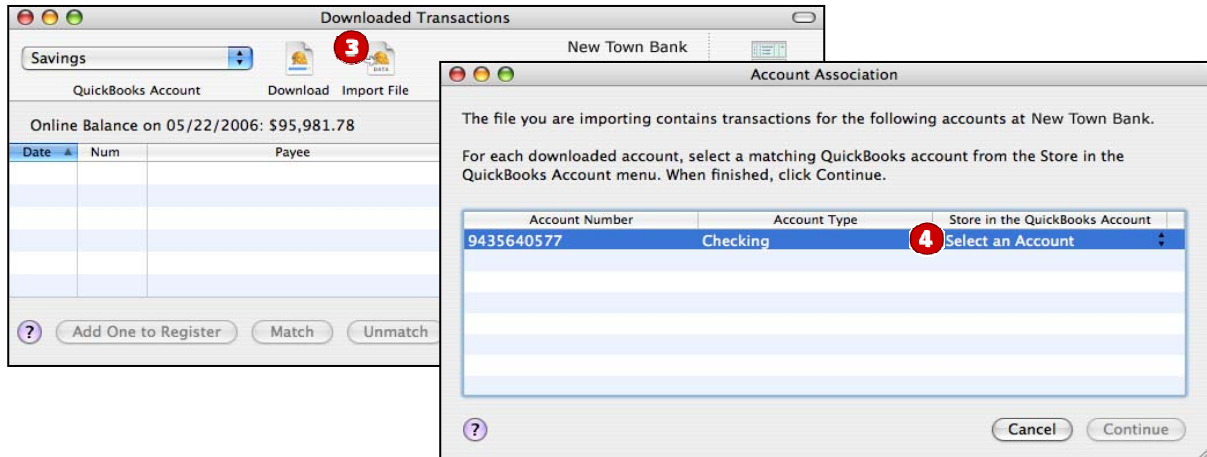 Downloaded Transactions
Savings
3
New Town Bank
QuickBooks Account
Download
Import File
DATA
Online Balance on 05/22/2006: $95,981.78
Date Num Payee
? Add One to Register Match Unmatch
Account Association
The file you are importing contains transactions for the following accounts at New Town Bank.
For each downloaded account, select a matching QuickBooks account from the Store in the
QuickBooks Account menu. When finished, click Continue.
Account Number Account Type Store in the QuickBooks Account
9435640577 Checking 4 Select an Account
? Cancel Continue